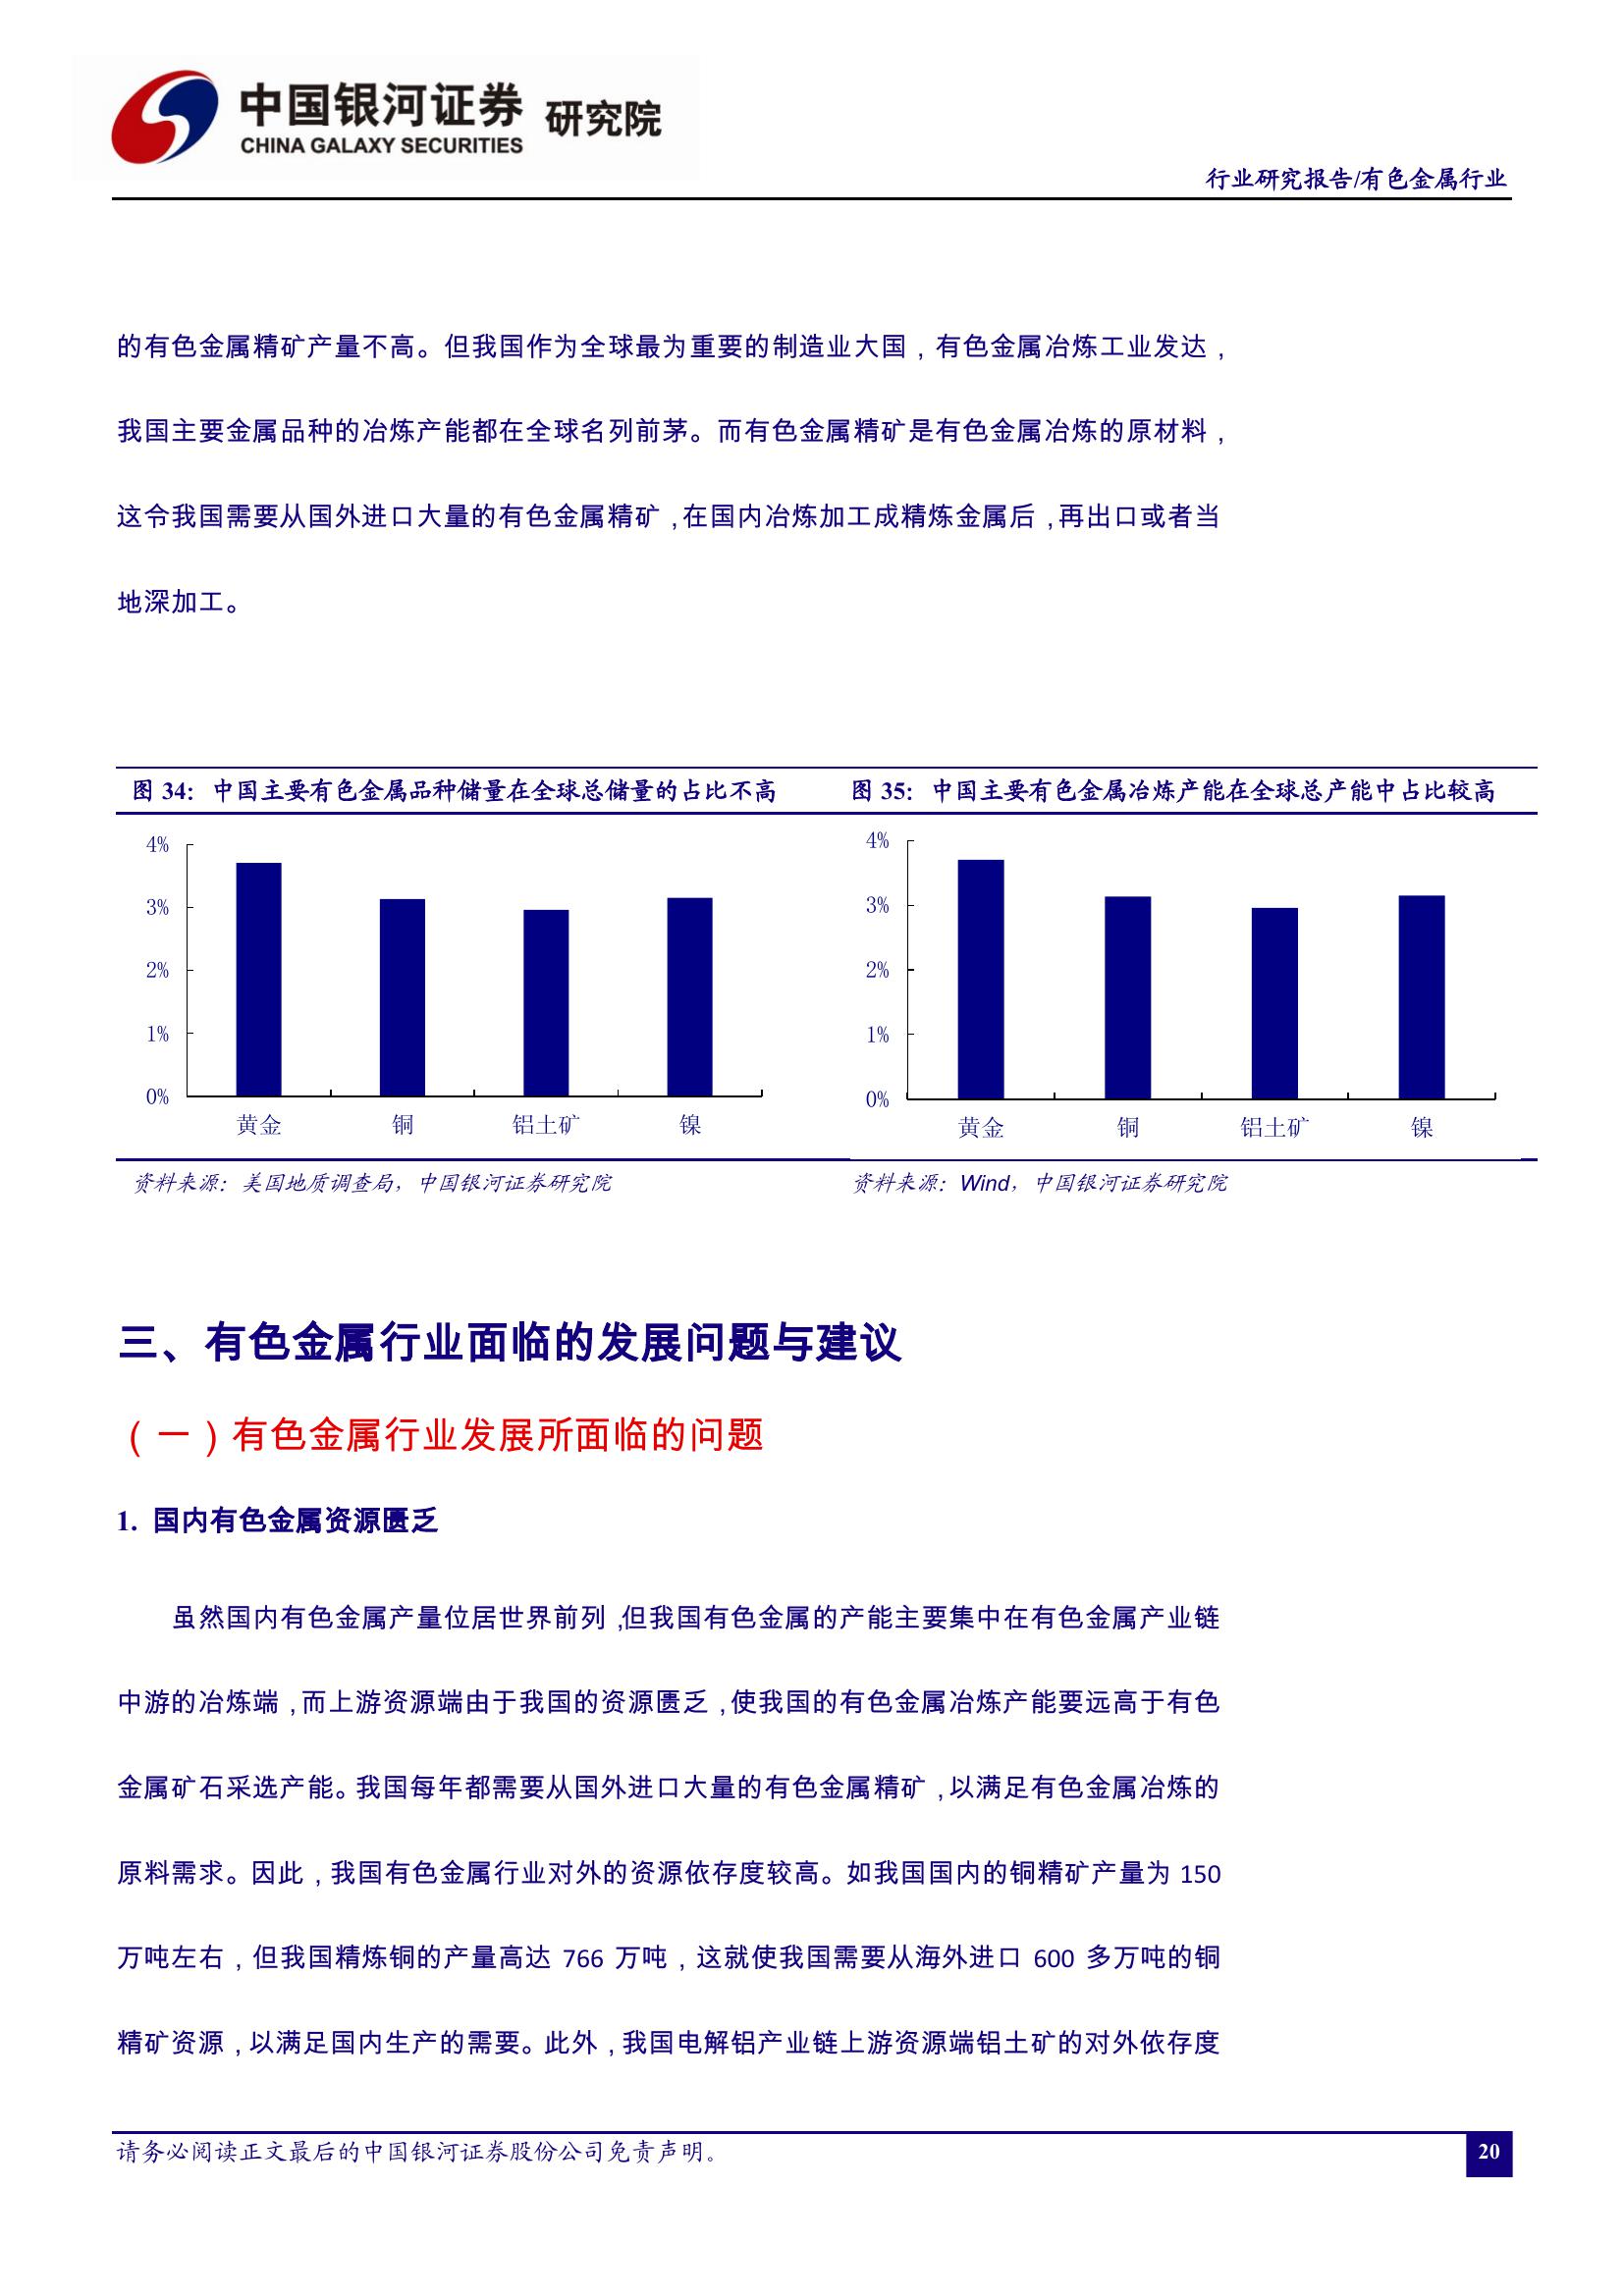 中国银河证券 研究院
CHINA GALAXY SECURITIES
行业研究报告/有色金属行业
的有色金属精矿产量不高。但我国作为全球最为重要的制造业大国，有色金属冶炼工业发达，
我国主要金属品种的冶炼产能都在全球名列前茅。而有色金属精矿是有色金属冶炼的原材料，
这令我国需要从国外进口大量的有色金属精矿，在国内冶炼加工成精炼金属后，再出口或者当
地深加工。
图 34：中国主要有色金属品种储量在全球总储量的占比不高
4%
3%
2%
1%
0%
黄金 铜 铝土矿 镍
资料来源：美国地质调查局，中国银河证券研究院
图 35：中国主要有色金属冶炼产能在全球总产能中占比较高
4%
3%
2%
1%
0%
黄金 铜 铝土矿 镍
资料来源：Wind，中国银河证券研究院
三、有色金属行业面临的发展问题与建议
（一）有色金属行业发展所面临的问题
1. 国内有色金属资源匮乏
虽然国内有色金属产量位居世界前列，但我国有色金属的产能主要集中在有色金属产业链
中游的冶炼端，而上游资源端由于我国的资源匮乏，使我国的有色金属冶炼产能要远高于有色
金属矿石采选产能。我国每年都需要从国外进口大量的有色金属精矿，以满足有色金属冶炼的
原料需求。因此，我国有色金属行业对外的资源依存度较高。如我国国内的铜精矿产量为 150
万吨左右，但我国精炼铜的产量高达 766 万吨，这就使我国需要从海外进口 600 多万吨的铜
精矿资源，以满足国内生产的需要。此外，我国电解铝产业链上游资源端铝土矿的对外依存度
请务必阅读正文最后的中国银河证券股份公司免责声明。
20